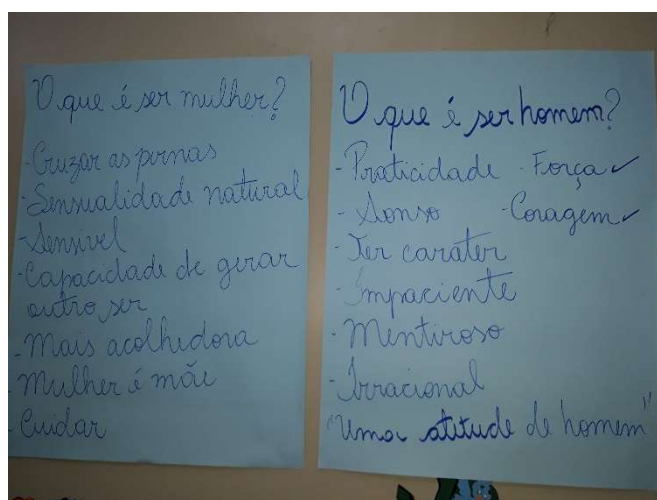 O que é ser mulher?
- Cruzar as pernas
- Sensualidade natural
- Sensível
- Capacidade de gerar
outro ser
- Mais acolhedora
- Mulher é mãe
- Cuidar
O que é ser homem?
- Praticidade - Força ✓
- Sonso - Coragem ✓
- Ter carater
- Impaciente
- Mentiroso
- Irracional
"Uma atitude de homem"